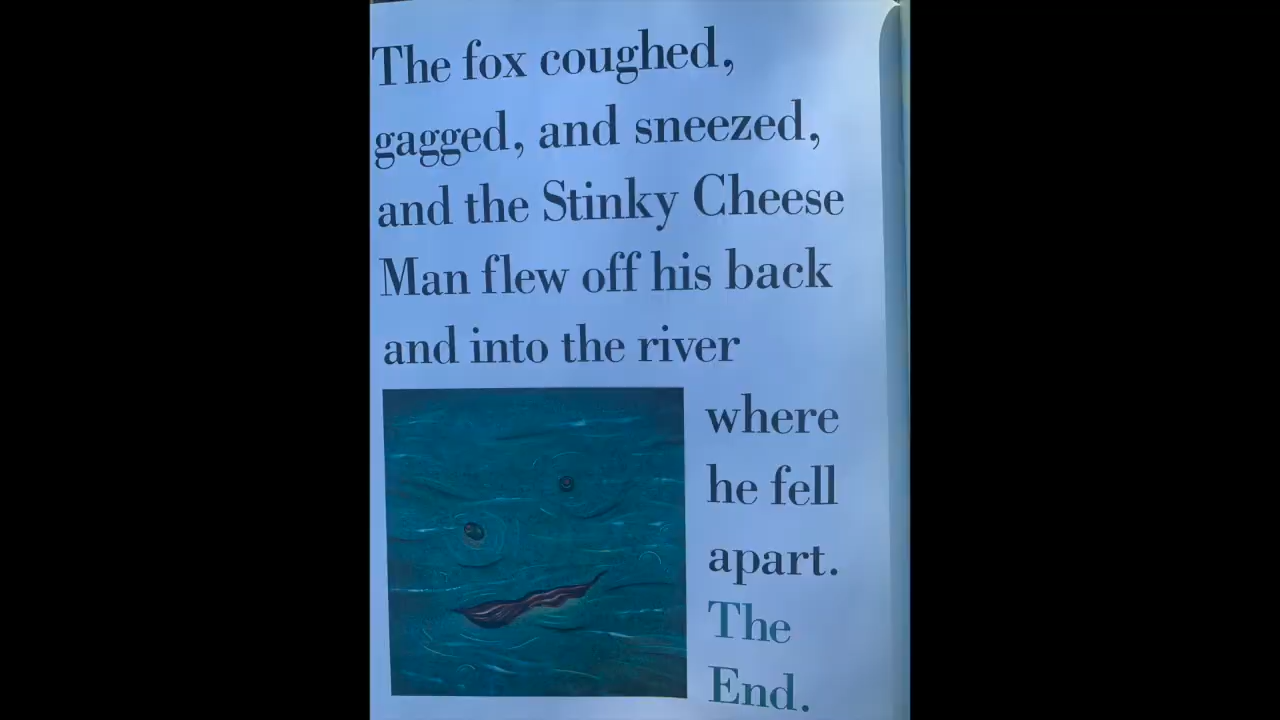 The fox coughed,
gagged, and sneezed,
and the Stinky Cheese
Man flew off his back
and into the river
where
he fell
apart.
The
End.